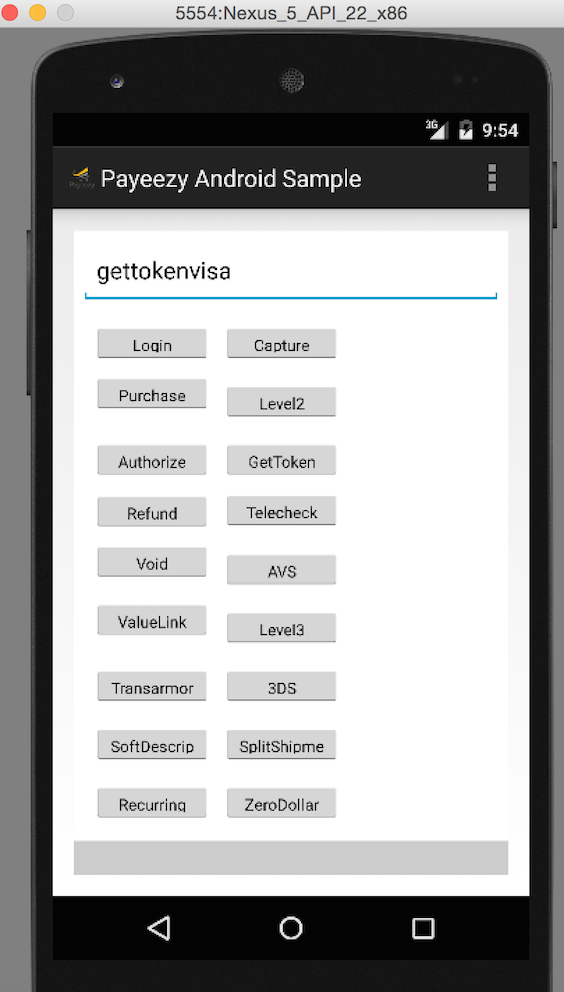 5554:Nexus_5_API_22_x86
3G 9:54
Payeezy Android Sample
gettokenvisa
Login Capture
Purchase Level2
Authorize GetToken
Refund Telecheck
Void AVS
ValueLink Level3
Transarmor 3DS
SoftDescrip SplitShipme
Recurring ZeroDollar